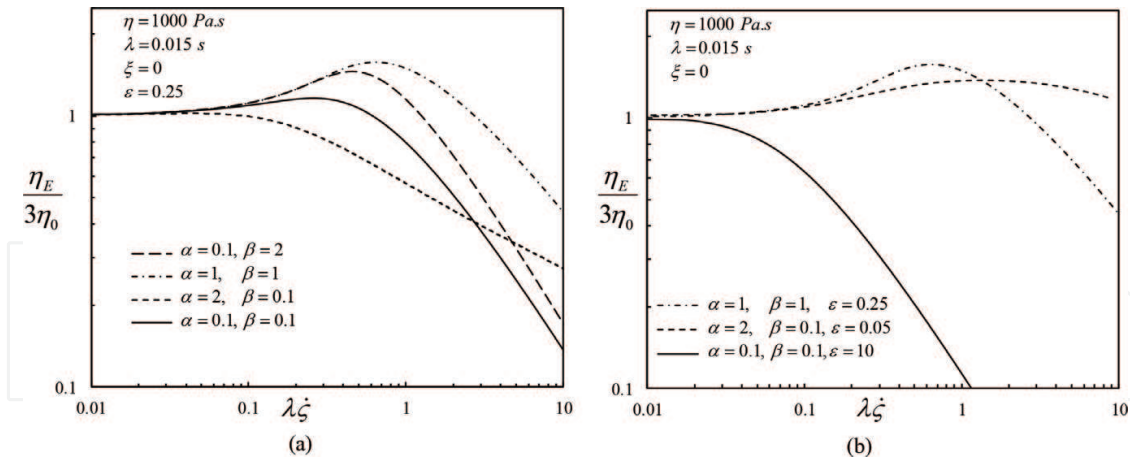 η = 1000 Pa.s
λ = 0.015 s
ξ = 0
ε = 0.25
1
η_E
3η_0
α = 0.1, β = 2
α = 1, β = 1
α = 2, β = 0.1
α = 0.1, β = 0.1
0.1
0.01 0.1 λξ̇ 1 10
(a)
η = 1000 Pa.s
λ = 0.015 s
ξ = 0
1
η_E
3η_0
α = 1, β = 1, ε = 0.25
α = 2, β = 0.1, ε = 0.05
α = 0.1, β = 0.1, ε = 10
0.1
0.01 0.1 λξ̇ 1 10
(b)